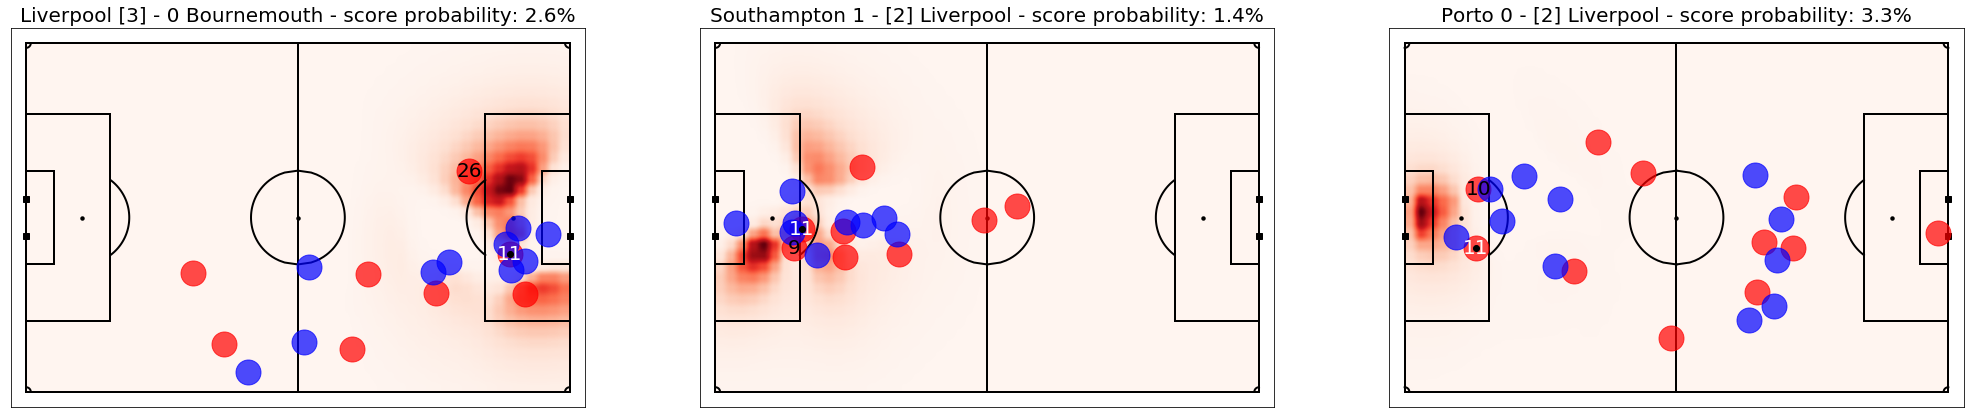 Liverpool [3] - 0 Bournemouth - score probability: 2.6%
26
11
Southampton 1 - [2] Liverpool - score probability: 1.4%
11
9
Porto 0 - [2] Liverpool - score probability: 3.3%
10
11